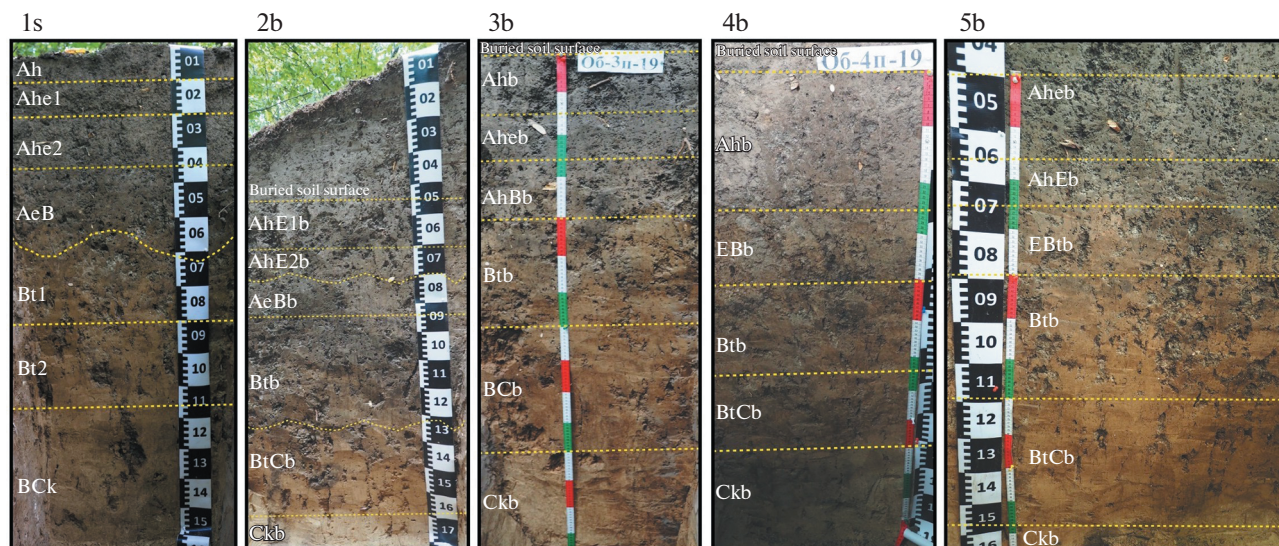 1s
Ah
Ahe1
Ahe2
AeB
Bt1
Bt2
BCk
01
02
03
04
05
06
07
08
09
10
11
12
13
14
15
2b
Buried soil surface
AhE1b
AhE2b
AeBb
Btb
BtCb
Ckb
01
02
03
04
05
06
07
08
09
10
11
12
13
14
15
16
17
3b
Buried soil surface
Об-3п-19
Ahb
Aheb
AhBb
Btb
BCb
Ckb
4b
Buried soil surface
Об-4п-19
Ahb
EBb
Btb
BtCb
Ckb
5b
04
05
06
07
08
09
10
11
12
13
14
15
16
Aheb
AhEb
EBtb
Btb
BtCb
Ckb